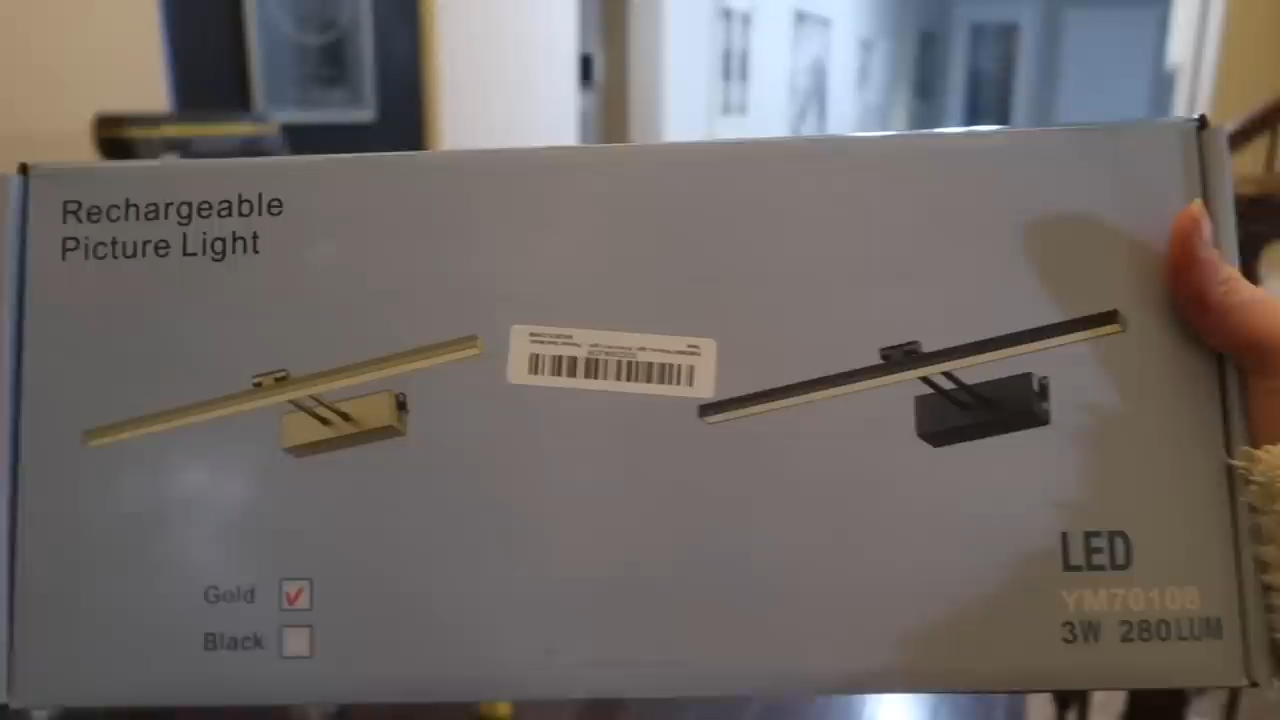 Rechargeable
Picture Light
Gold
Black
LED
YM70108
3W 280LUM